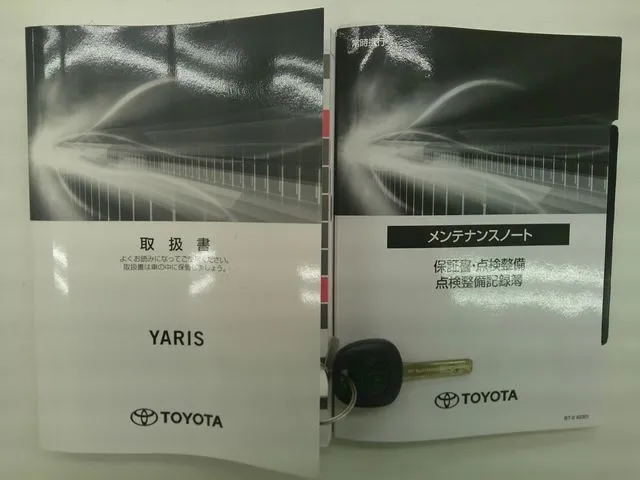 取扱書
よくお読みになってご使用ください。
取扱書は車の中に保管しましょう。
YARIS
TOYOTA
メンテナンスノート
保証書・点検整備
点検整備記録簿
TOYOTA